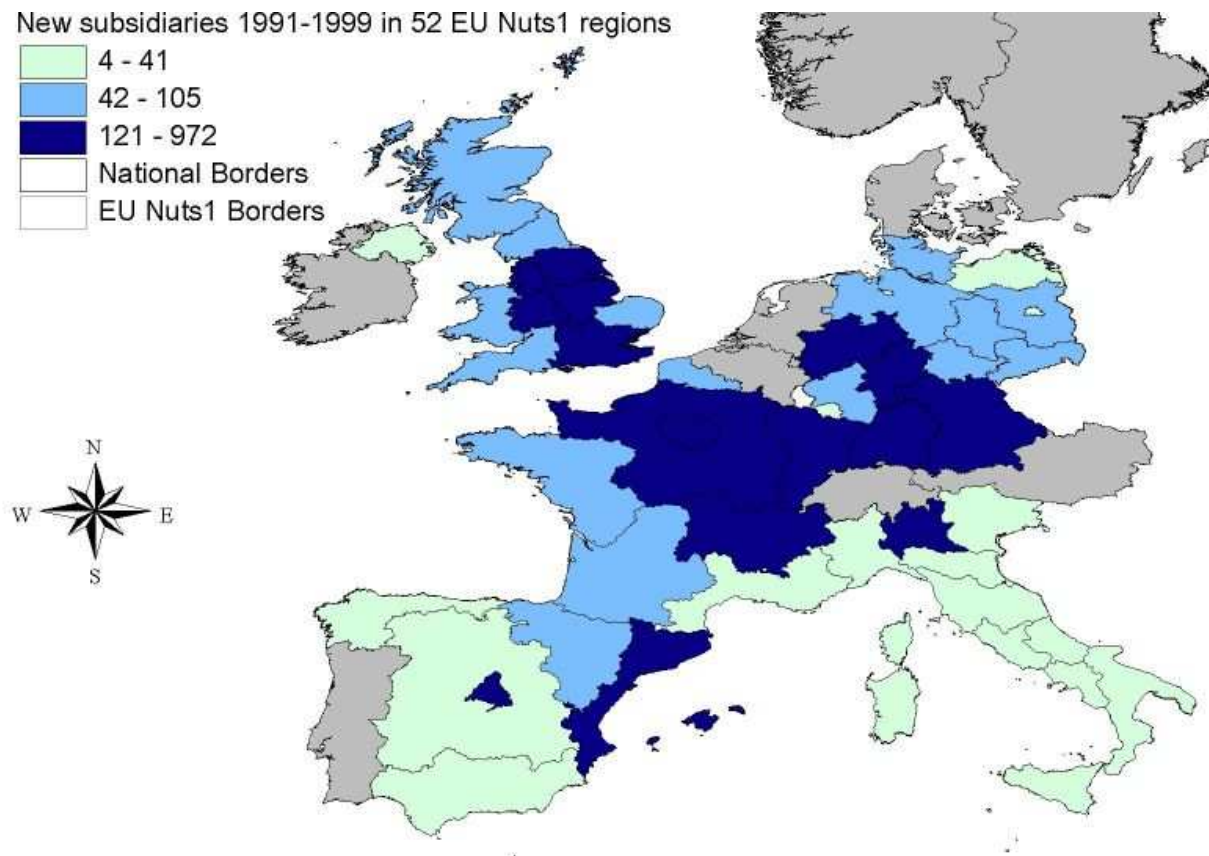 New subsidiaries 1991-1999 in 52 EU Nuts1 regions
4 - 41
42 - 105
121 - 972
National Borders
EU Nuts1 Borders
N
W E
S